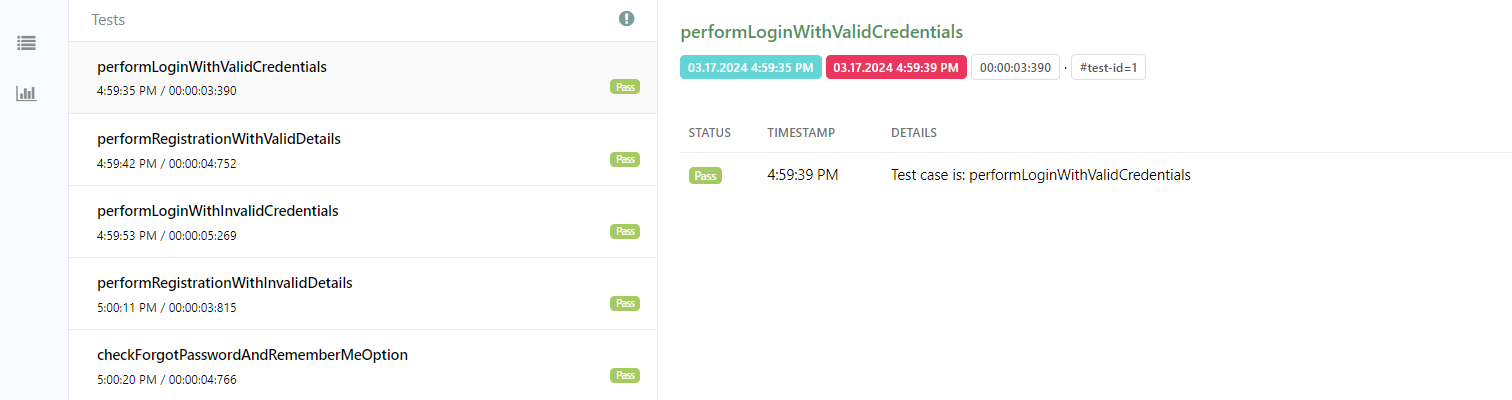 Tests
performLoginWithValidCredentials
4:59:35 PM / 00:00:03:390
Pass
performRegistrationWithValidDetails
4:59:42 PM / 00:00:04:752
Pass
performLoginWithInvalidCredentials
4:59:53 PM / 00:00:05:269
Pass
performRegistrationWithInvalidDetails
5:00:11 PM / 00:00:03:815
Pass
checkForgotPasswordAndRememberMeOption
5:00:20 PM / 00:00:04:766
Pass
performLoginWithValidCredentials
03.17.2024 4:59:35 PM 03.17.2024 4:59:39 PM 00:00:03:390 · #test-id=1
STATUS TIMESTAMP DETAILS
Pass 4:59:39 PM Test case is: performLoginWithValidCredentials